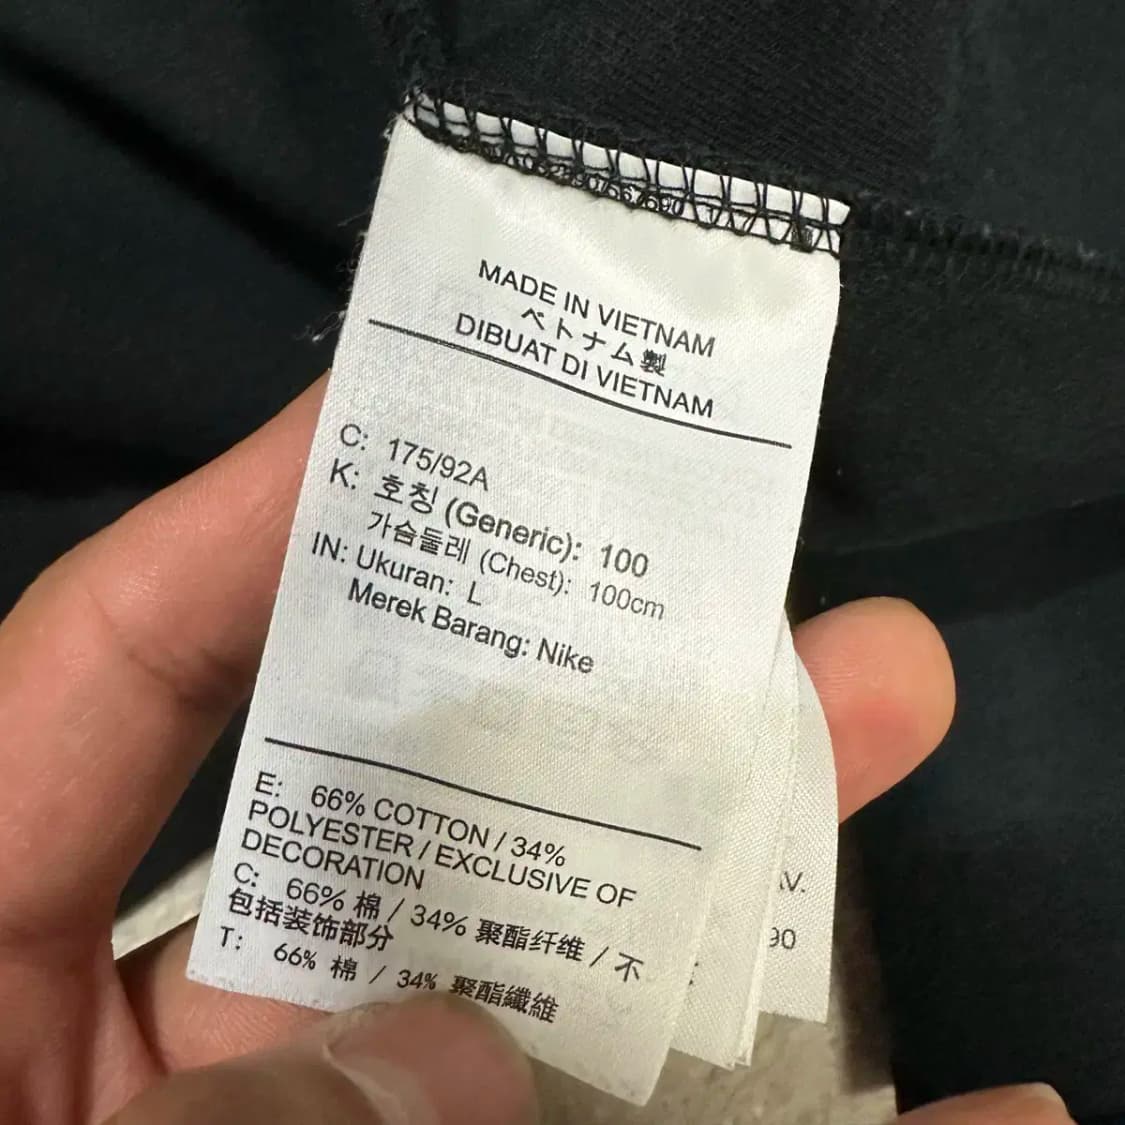 MADE IN VIETNAM
ベトナム製
DIBUAT DI VIETNAM
C: 175/92A
K: 호칭 (Generic): 100
가슴둘레 (Chest): 100cm
IN: Ukuran: L
Merek Barang: Nike
E: 66% COTTON / 34%
POLYESTER / EXCLUSIVE OF
DECORATION
C: 66% 棉 / 34% 聚酯纤维 / 不
包括装饰部分
T: 66% 棉 / 34% 聚酯纖維
90